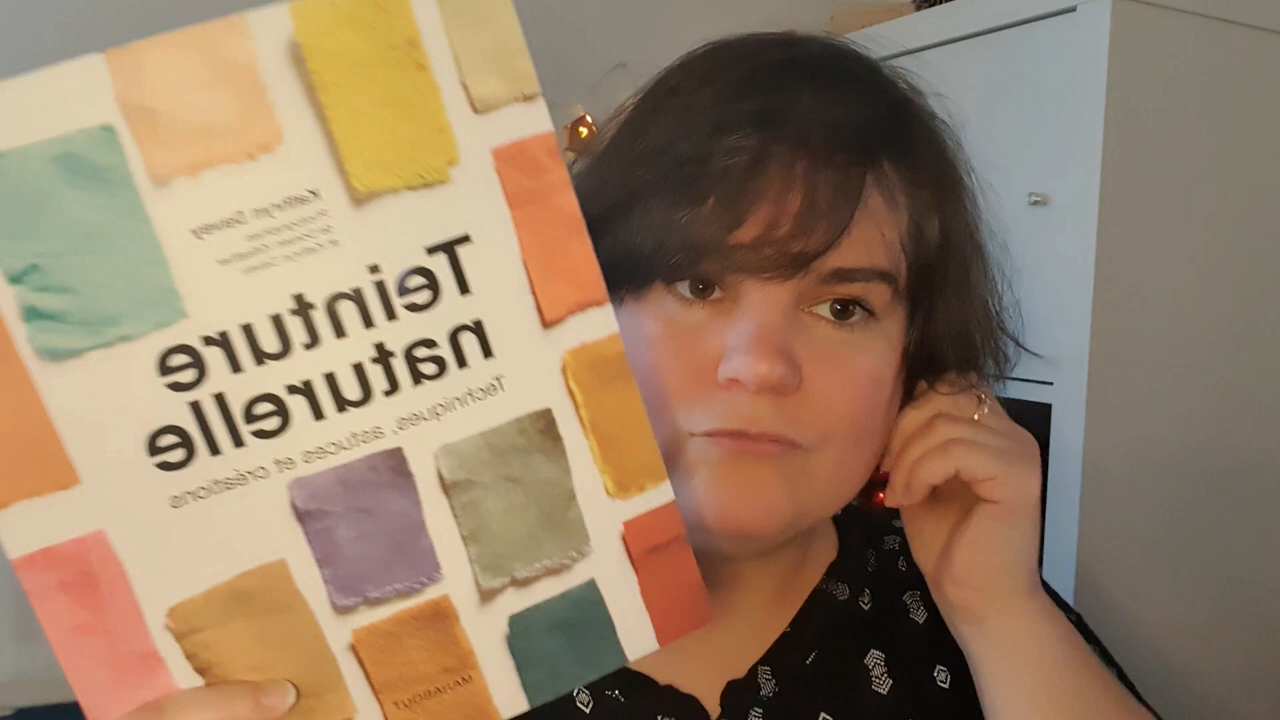 Kathryn Davey
Teinture
naturelle
Techniques, astuces et créations
MARABOUT